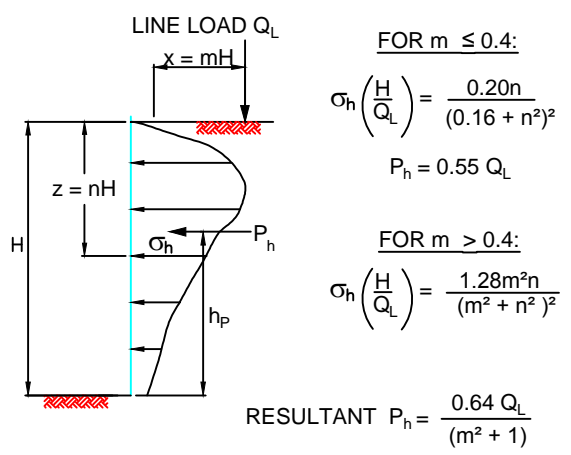 LINE LOAD Q_L
x = mH
z = nH
H
σh
P_h
h_P
FOR m ≤ 0.4:
σh (H/Q_L) = 0.20n / (0.16 + n²)²
P_h = 0.55 Q_L
FOR m > 0.4:
σh (H/Q_L) = 1.28m²n / (m² + n² )²
RESULTANT P_h = 0.64 Q_L / (m² + 1)